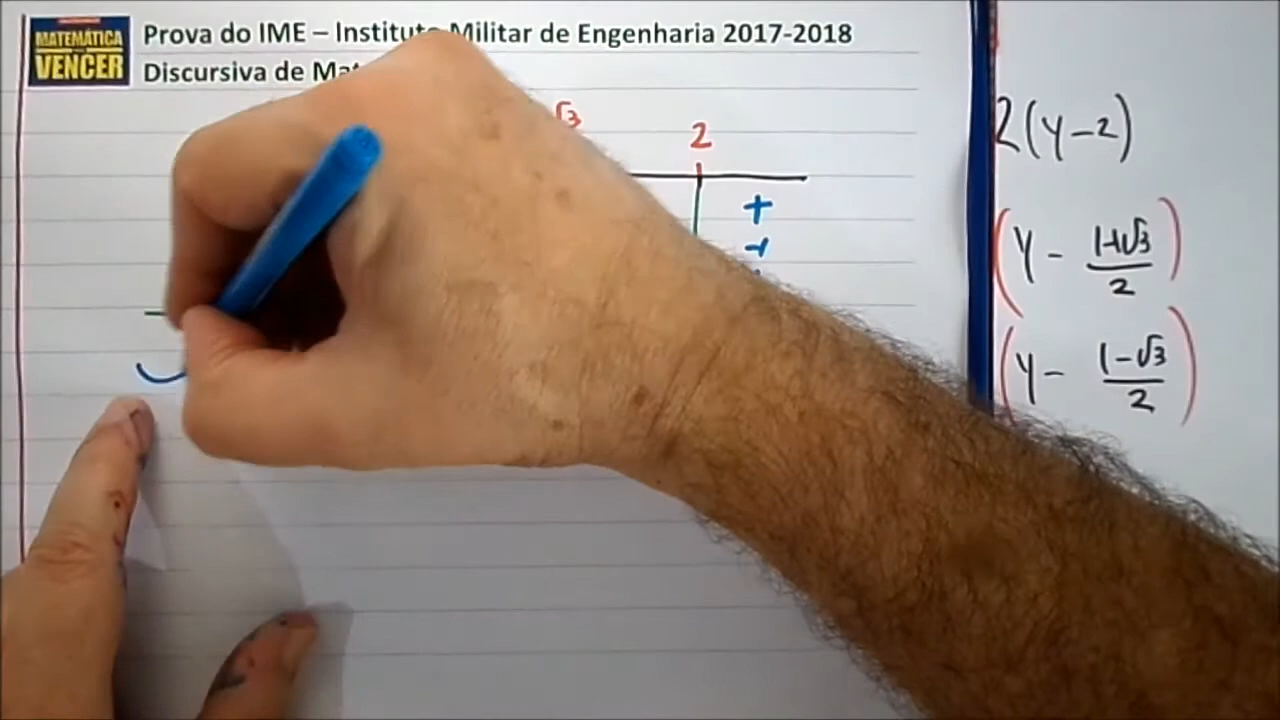 MATEMÁTICA
VENCER
Prova do IME – Instituto Militar de Engenharia 2017-2018
Discursiva de
√3
2
+
+
2(y-2)
(y - 1+√3/2)
(y - 1-√3/2)